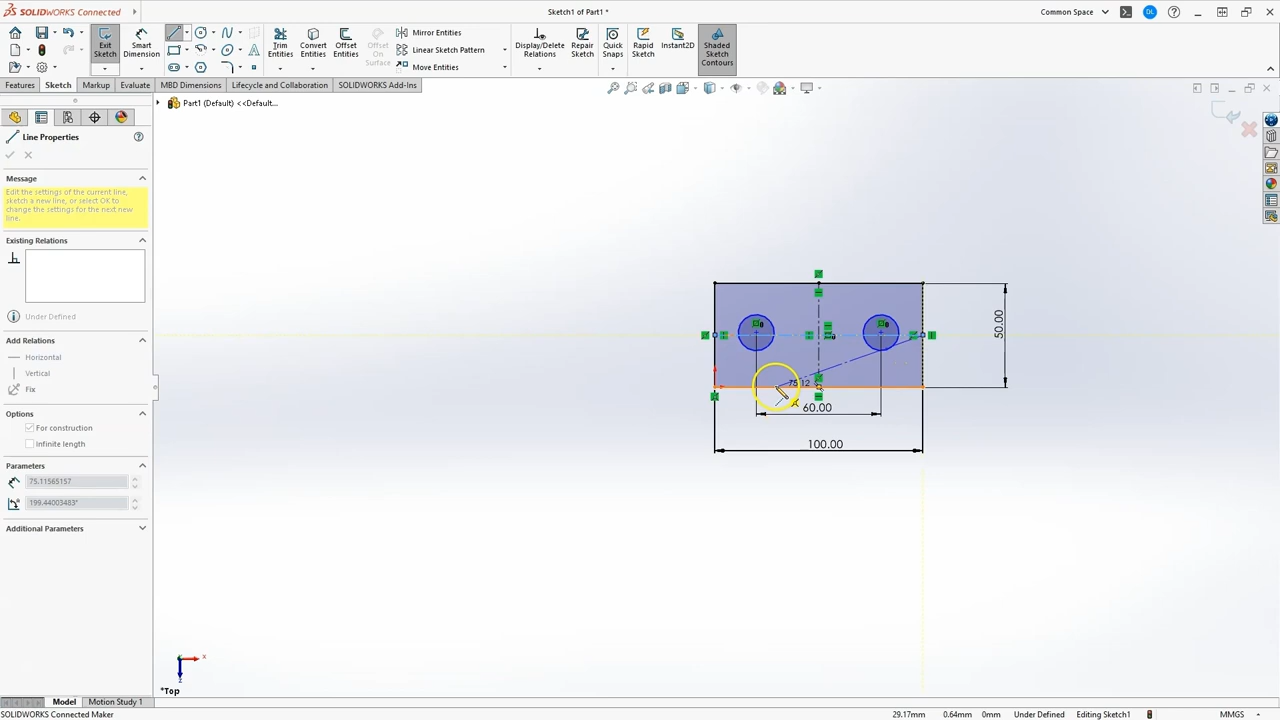 SOLIDWORKS CONNECTED
Sketch1 of Part1 *
Common Space
DL
Exit Sketch
Smart Dimension
Trim Entities
Convert Entities
Offset Entities
Offset On Surface
Mirror Entities
Linear Sketch Pattern
Move Entities
Display/Delete Relations
Repair Sketch
Quick Snaps
Rapid Sketch
Instant2D
Shaded Sketch Contours
Features
Sketch
Markup
Evaluate
MBD Dimensions
Lifecycle and Collaboration
SOLIDWORKS Add-Ins
Part1 (Default) <<Default...
Line Properties
Message
Edit the settings of the current line,
sketch a new line, or select OK to
change the settings for the next new
line.
Existing Relations
Under Defined
Add Relations
Horizontal
Vertical
Fix
Options
For construction
Infinite length
Parameters
75.11565157
199.44003483°
Additional Parameters
50.00
75.12
60.00
100.00
x
z
*Top
Model
Motion Study 1
SOLIDWORKS Connected Maker
29.17mm
0.64mm
0mm
Under Defined
Editing Sketch1
MMGS